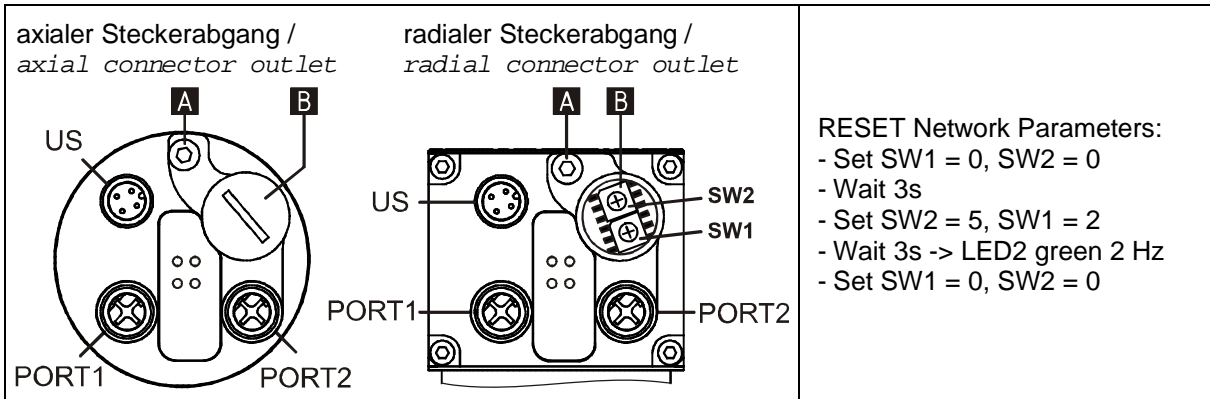 axialer Steckerabgang /
axial connector outlet
A
B
US
PORT1
PORT2
radialer Steckerabgang /
radial connector outlet
A
B
US
SW2
SW1
PORT1
PORT2
RESET Network Parameters:
- Set SW1 = 0, SW2 = 0
- Wait 3s
- Set SW2 = 5, SW1 = 2
- Wait 3s -> LED2 green 2 Hz
- Set SW1 = 0, SW2 = 0